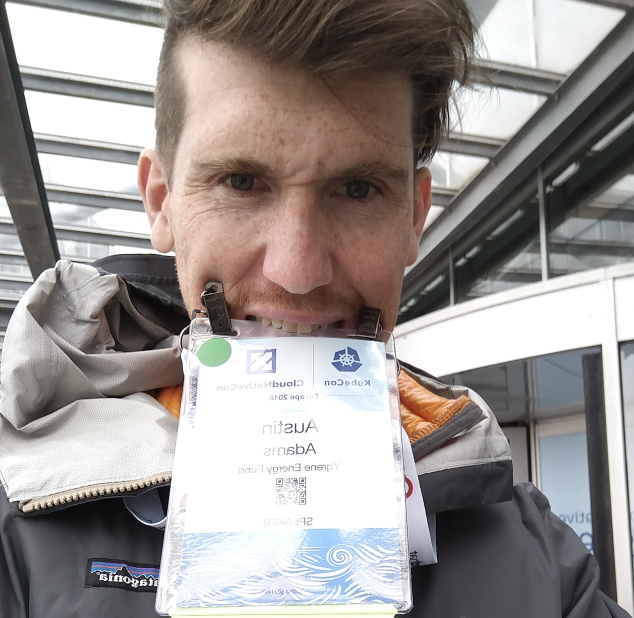 CloudNativeCon
KubeCon
Europe 2018
Austin
Adams
Ygrene Energy Fund
SPEAKER
patagonia